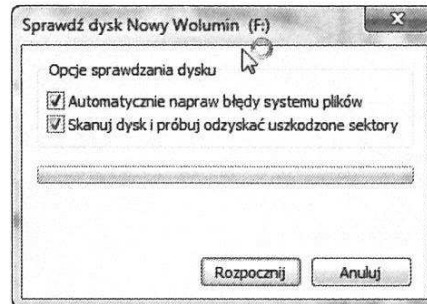 Sprawdź dysk Nowy Wolumin (F:)
Opcje sprawdzania dysku
Automatycznie napraw błędy systemu plików
Skanuj dysk i próbuj odzyskać uszkodzone sektory
Rozpocznij
Anuluj